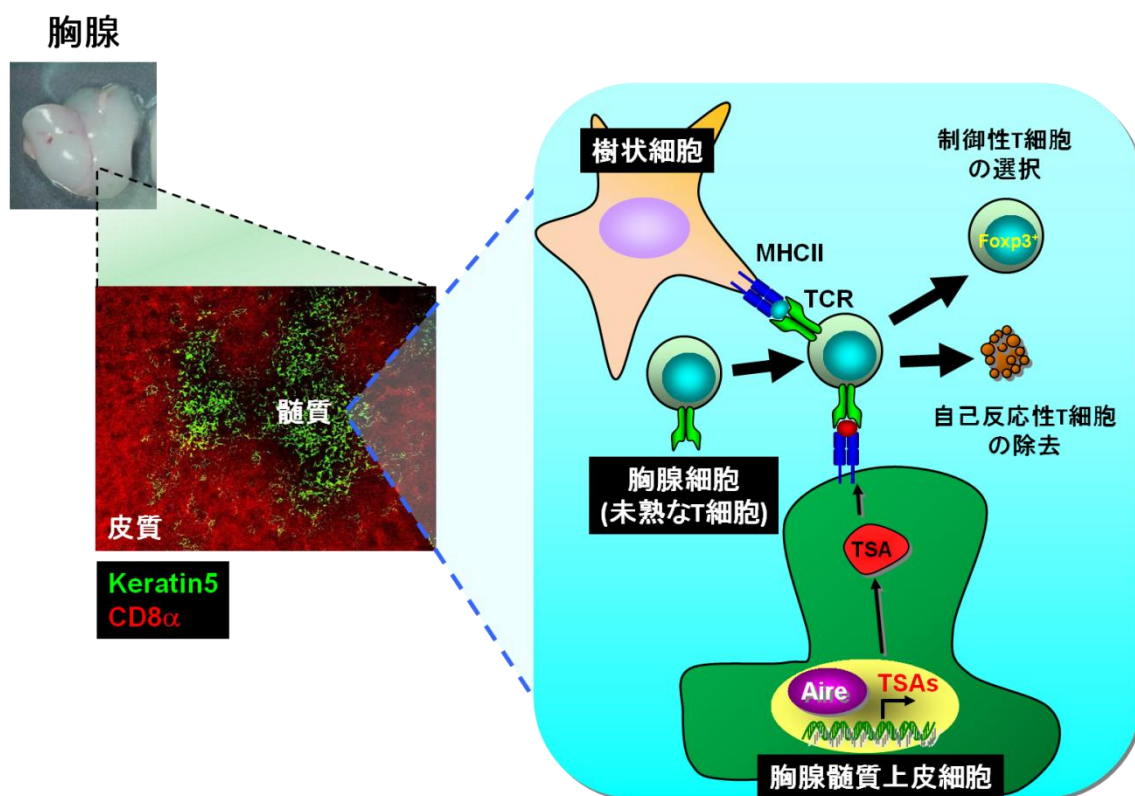 胸腺
髄質
皮質
Keratin5
CD8α
樹状細胞
MHCII
TCR
制御性T細胞
の選択
Foxp3⁺
自己反応性T細胞
の除去
胸腺細胞
(未熟なT細胞)
TSA
Aire
TSAs
胸腺髄質上皮細胞